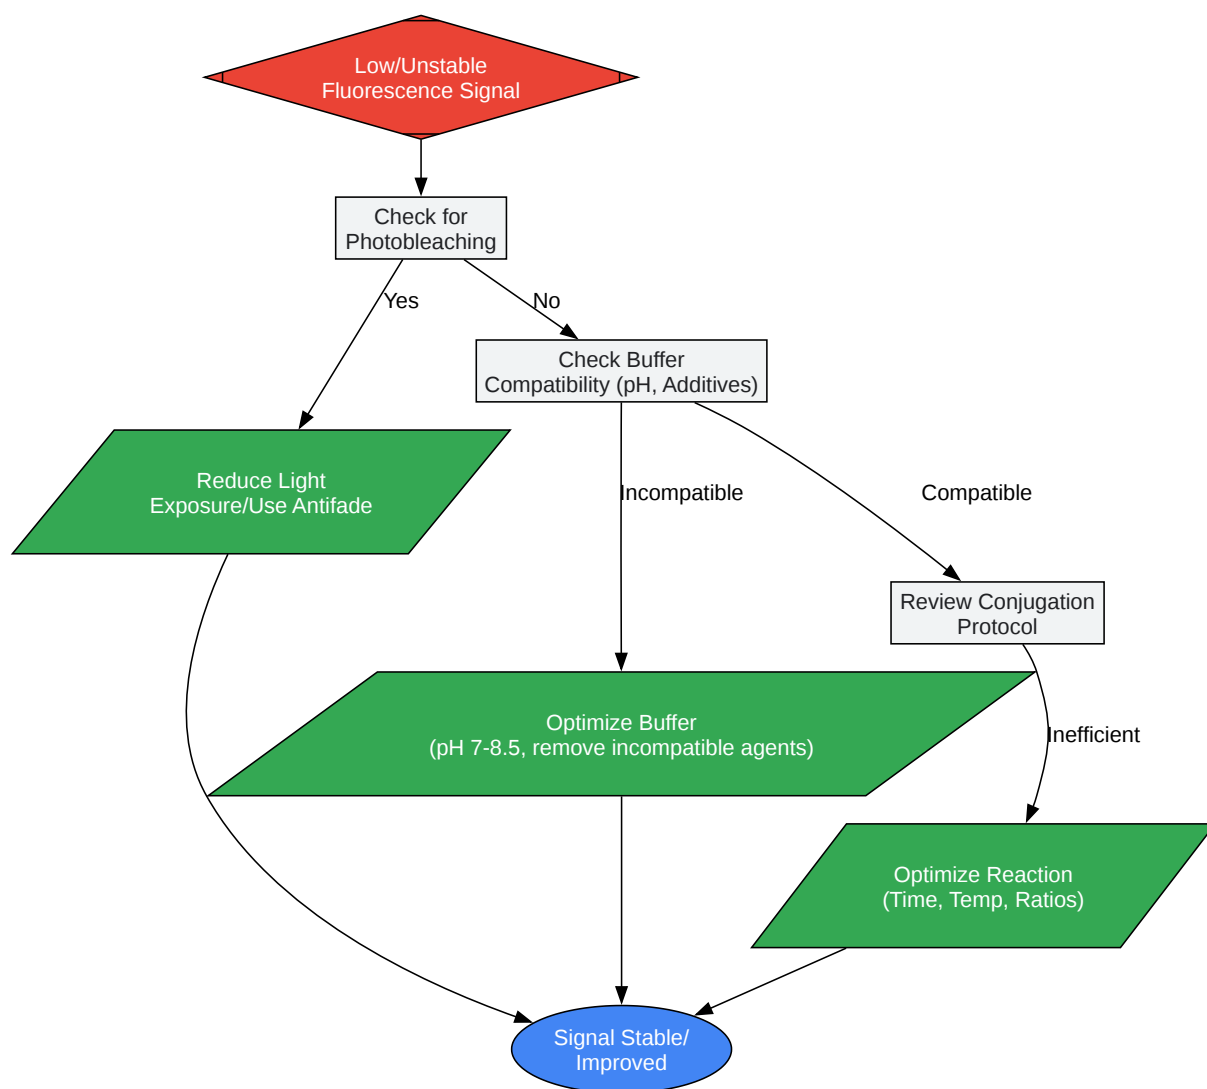 Low/Unstable
Fluorescence Signal
Check for
Photobleaching
Yes
No
Check Buffer
Compatibility (pH, Additives)
Reduce Light
Exposure/Use Antifade
Incompatible
Compatible
Review Conjugation
Protocol
Optimize Buffer
(pH 7-8.5, remove incompatible agents)
Inefficient
Optimize Reaction
(Time, Temp, Ratios)
Signal Stable/
Improved